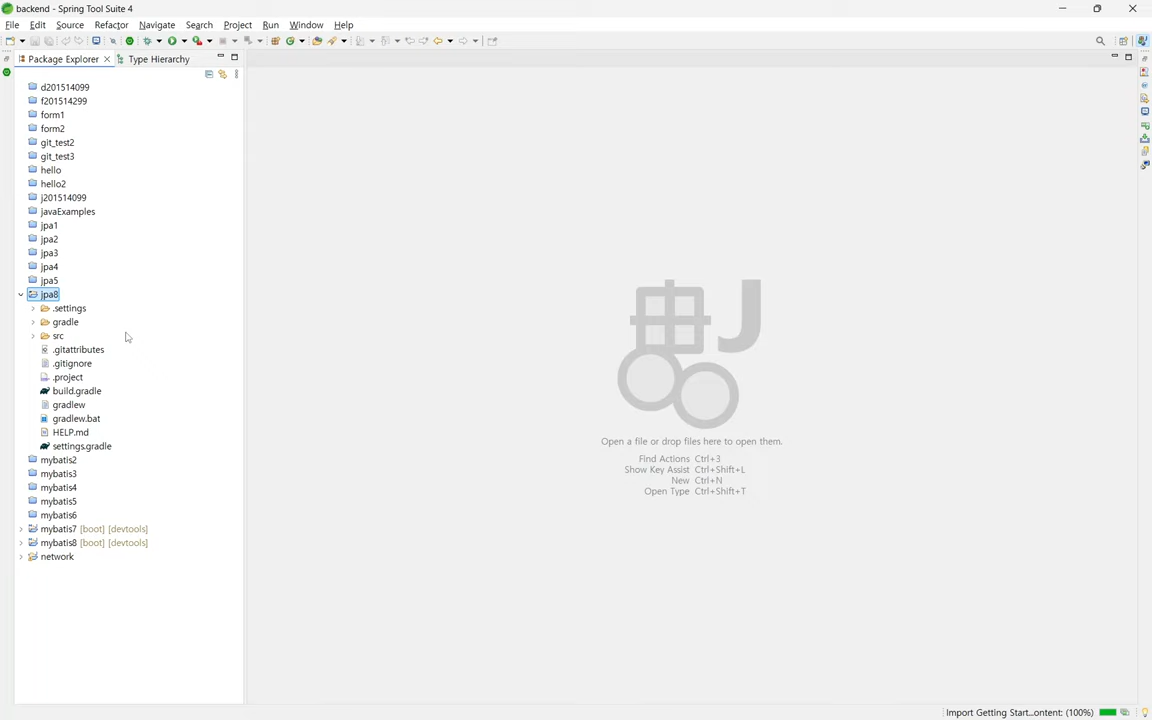 backend - Spring Tool Suite 4
File Edit Source Refactor Navigate Search Project Run Window Help
Package Explorer Type Hierarchy
d201514099
f201514299
form1
form2
git_test2
git_test3
hello
hello2
j201514099
javaExamples
jpa1
jpa2
jpa3
jpa4
jpa5
jpa8
.settings
gradle
src
.gitattributes
.gitignore
.project
build.gradle
gradlew
gradlew.bat
HELP.md
settings.gradle
mybatis2
mybatis3
mybatis4
mybatis5
mybatis6
mybatis7 [boot] [devtools]
mybatis8 [boot] [devtools]
network
Open a file or drop files here to open them.
Find Actions Ctrl+3
Show Key Assist Ctrl+Shift+L
New Ctrl+N
Open Type Ctrl+Shift+T
Import Getting Start...ontent: (100%)